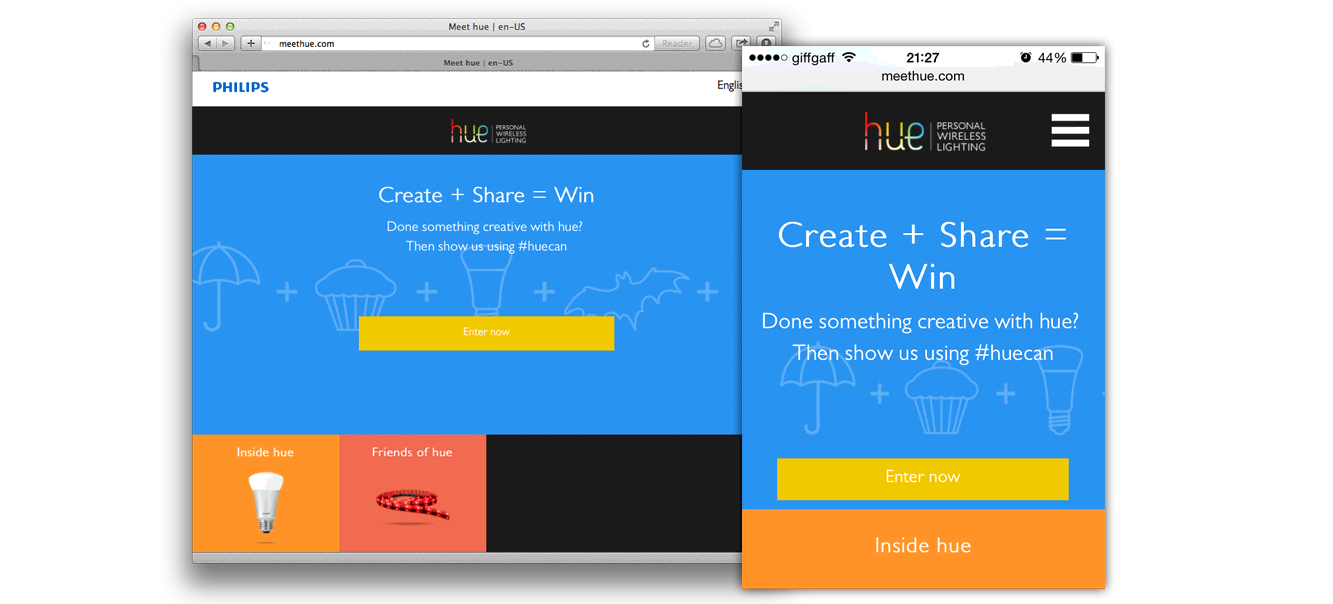 Meet hue | en-US
meethue.com
Reader
Meet hue | en-US
PHILIPS
hue PERSONAL
WIRELESS
LIGHTING
Create + Share = Win
Done something creative with hue?
Then show us using #huecan
Enter now
Inside hue
Friends of hue
giffgaff 21:27 44%
meethue.com
hue PERSONAL
WIRELESS
LIGHTING
Create + Share =
Win
Done something creative with hue?
Then show us using #huecan
Enter now
Inside hue